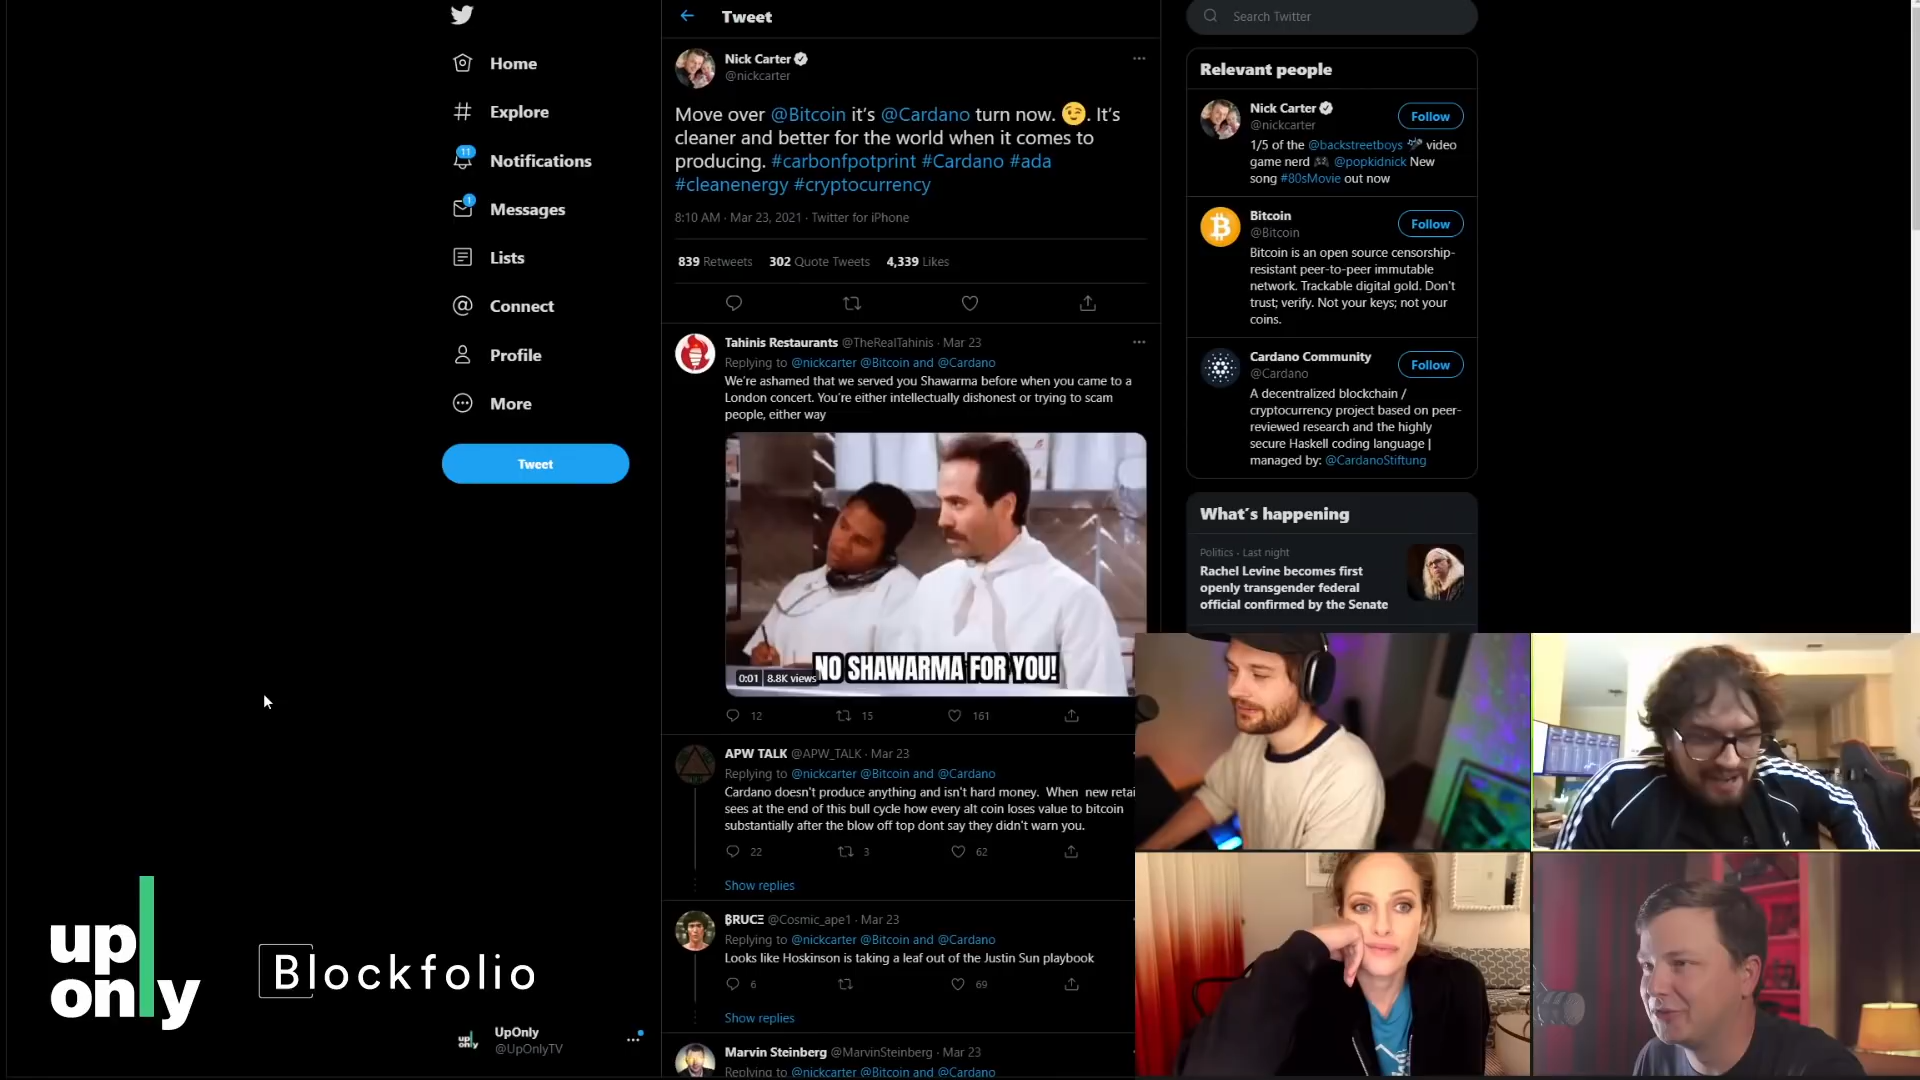 Home
Explore
11
Notifications
1
Messages
Lists
Connect
Profile
More
Tweet
Tweet
Nick Carter
@nickcarter
Move over @Bitcoin it's @Cardano turn now. 😉. It's
cleaner and better for the world when it comes to
producing. #carbonfpotprint #Cardano #ada
#cleanenergy #cryptocurrency
8:10 AM · Mar 23, 2021 · Twitter for iPhone
839 Retweets 302 Quote Tweets 4,339 Likes
Tahinis Restaurants @TheRealTahinis · Mar 23
Replying to @nickcarter @Bitcoin and @Cardano
We're ashamed that we served you Shawarma before when you came to a
London concert. You're either intellectually dishonest or trying to scam
people, either way
NO SHAWARMA FOR YOU!
0:01 8.8K views
12 15 161
APW TALK @APW_TALK · Mar 23
Replying to @nickcarter @Bitcoin and @Cardano
Cardano doesn't produce anything and isn't hard money. When new retai
sees at the end of this bull cycle how every alt coin loses value to bitcoin
substantially after the blow off top dont say they didn't warn you.
22 3 62
Show replies
₿RUCΞ @Cosmic_ape1 · Mar 23
Replying to @nickcarter @Bitcoin and @Cardano
Looks like Hoskinson is taking a leaf out of the Justin Sun playbook
6 69
Show replies
Marvin Steinberg @MarvinSteinberg · Mar 23
Replying to @nickcarter @Bitcoin and @Cardano
Search Twitter
Relevant people
Nick Carter
@nickcarter
Follow
1/5 of the @backstreetboys video
game nerd 🎮 @popkidnick New
song #80sMovie out now
Bitcoin
@Bitcoin
Follow
Bitcoin is an open source censorship-
resistant peer-to-peer immutable
network. Trackable digital gold. Don't
trust; verify. Not your keys; not your
coins.
Cardano Community
@Cardano
Follow
A decentralized blockchain /
cryptocurrency project based on peer-
reviewed research and the highly
secure Haskell coding language |
managed by: @CardanoStiftung
What's happening
Politics · Last night
Rachel Levine becomes first
openly transgender federal
official confirmed by the Senate
up
only
Blockfolio
up
only
UpOnly
@UpOnlyTV